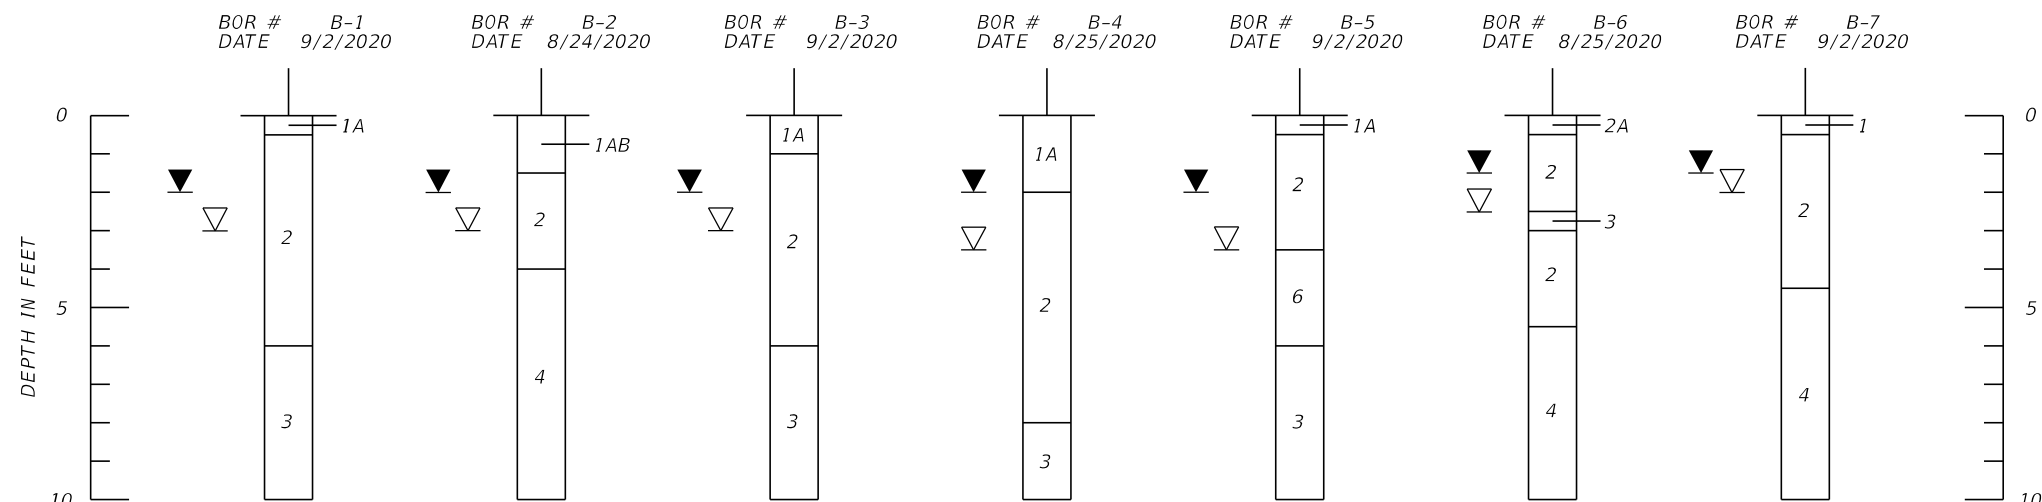 BOR # B-1
DATE 9/2/2020
BOR # B-2
DATE 8/24/2020
BOR # B-3
DATE 9/2/2020
BOR # B-4
DATE 8/25/2020
BOR # B-5
DATE 9/2/2020
BOR # B-6
DATE 8/25/2020
BOR # B-7
DATE 9/2/2020
DEPTH IN FEET
0
5
10
1A
2
3
1AB
2
4
1A
2
3
1A
2
3
1A
2
6
3
2A
2
3
2
4
1
2
4
0
5
10